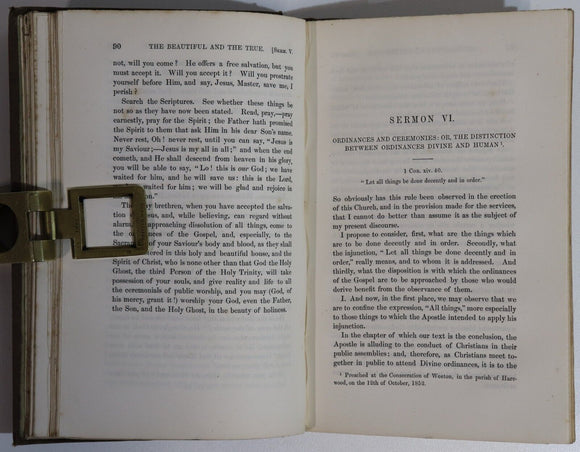 90 THE BEAUTIFUL AND THE TRUE. [SERM. V.
not, will you come? He offers a free salvation, but you
must accept it. Will you accept it? Will you prostrate
yourself before Him, and say, Jesus, Master, save me, I
perish?
Search the Scriptures. See whether these things be
not so as they have now been stated. Read, pray,—pray
earnestly, pray for the Spirit; the Father hath promised
the Spirit to them that ask Him in his dear Son's name.
Never rest, Oh! never rest, until you can say, "Jesus is
my Saviour;—Jesus is my all in all;" and when the end
cometh, and He shall descend from heaven in his glory,
you will be able to say, "Lo! this is our God; we have
waited for him, and he will save us: this is the Lord,
waited for him; we will be glad and rejoice in
ation."
The brethren, when you have accepted the salva-
tion us, and, while believing, can regard without
alarm approaching dissolution of all things, come to
the ces of the Gospel, and, especially, to the
Sacra of your Saviour's body and blood, as they shall
be administered in this holy and beautiful house, and the
Spirit of Christ, who is none other than God the Holy
Ghost, the third Person of the Holy Trinity, will take
possession of your souls, and give reality and life to all
the ceremonials of public worship, and you may (God, of
his mercy, grant it!) worship your God, even the Father,
the Son, and the Holy Ghost, in the beauty of holiness.
SERMON VI.
ORDINANCES AND CEREMONIES: OR, THE DISTINCTION
BETWEEN ORDINANCES DIVINE AND HUMAN¹.
1 COR. xiv. 40.
"Let all things be done decently and in order."
So obviously has this rule been observed in the erection
of this Church, and in the provision made for the services,
that I cannot do better than assume it as the subject of
my present discourse.
I propose to consider, first, what are the things which
are to be done decently and in order. Secondly, what
the injunction, "Let all things be done decently and in
order," really means, and to whom it is addressed. And
thirdly, what the disposition is with which the ordinances
of the Gospel are to be approached by those who would
derive benefit from the observance of them.
I. And now, in the first place, we may observe that we
are to confine the expression, "All things," more especially
to those things to which the Apostle intended to apply his
injunction.
In the chapter of which our text is the conclusion, the
Apostle is alluding to the conduct of Christians in their
public assemblies; and, therefore, as Christians meet to-
gether in public to attend Divine ordinances, it is to the
¹ Preached at the Consecration of Weeton, in the parish of Hare-
wood, on the 19th of October, 1852.